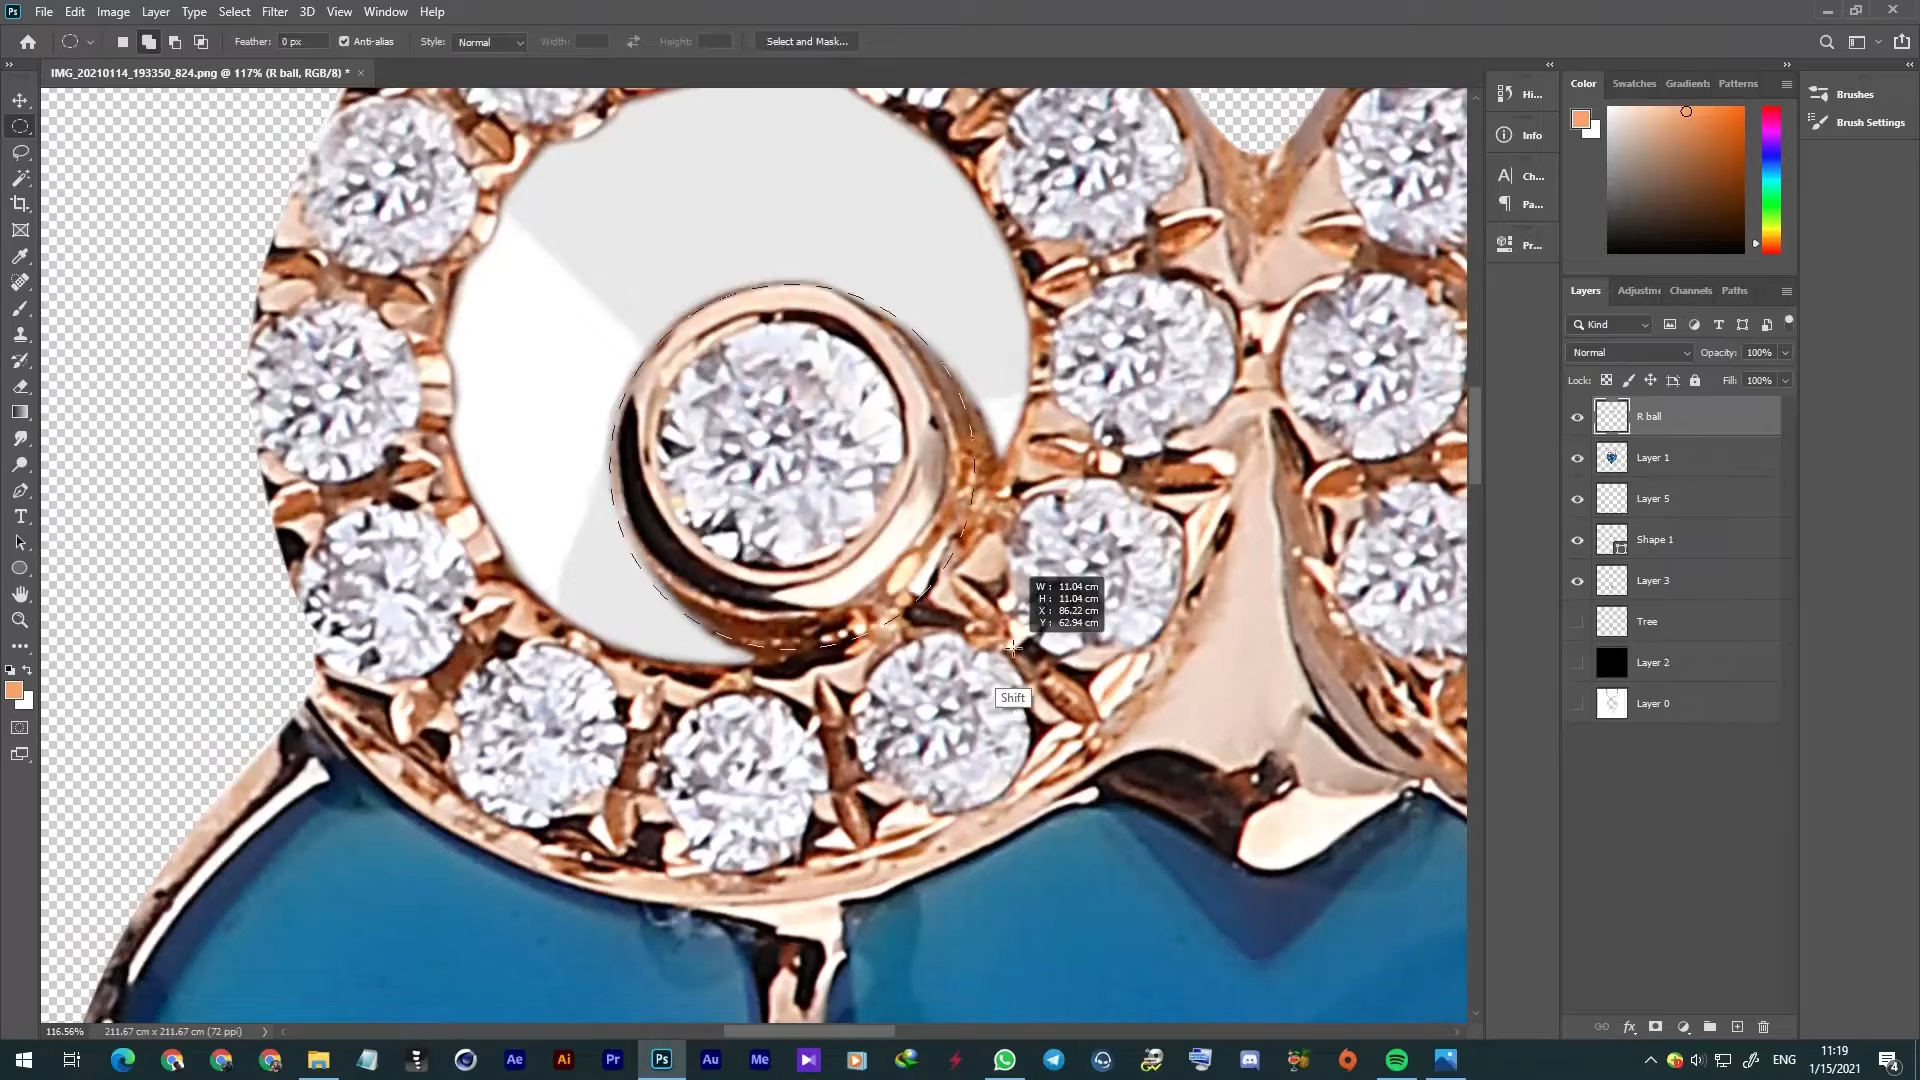 Ps File Edit Image Layer Type Select Filter 3D View Window Help
Feather: 0 px Anti-alias Style: Normal Width: Height: Select and Mask...
IMG_20210114_193350_824.png @ 117% (R ball, RGB/8) * ×
Hi...
Info
Ch...
Pa...
Pr...
Color Swatches Gradients Patterns
Brushes
Brush Settings
Layers Adjustme Channels Paths
Kind
Normal Opacity: 100%
Lock: Fill: 100%
R ball
Layer 1
Layer 5
Shape 1
Layer 3
Tree
Layer 2
Layer 0
W : 11.04 cm
H : 11.04 cm
X : 86.22 cm
Y : 62.94 cm
Shift
116.56% 211.67 cm x 211.67 cm (72 ppi)
Ae Ai Pr Ps Au Me
ENG
11:19
1/15/2021
4